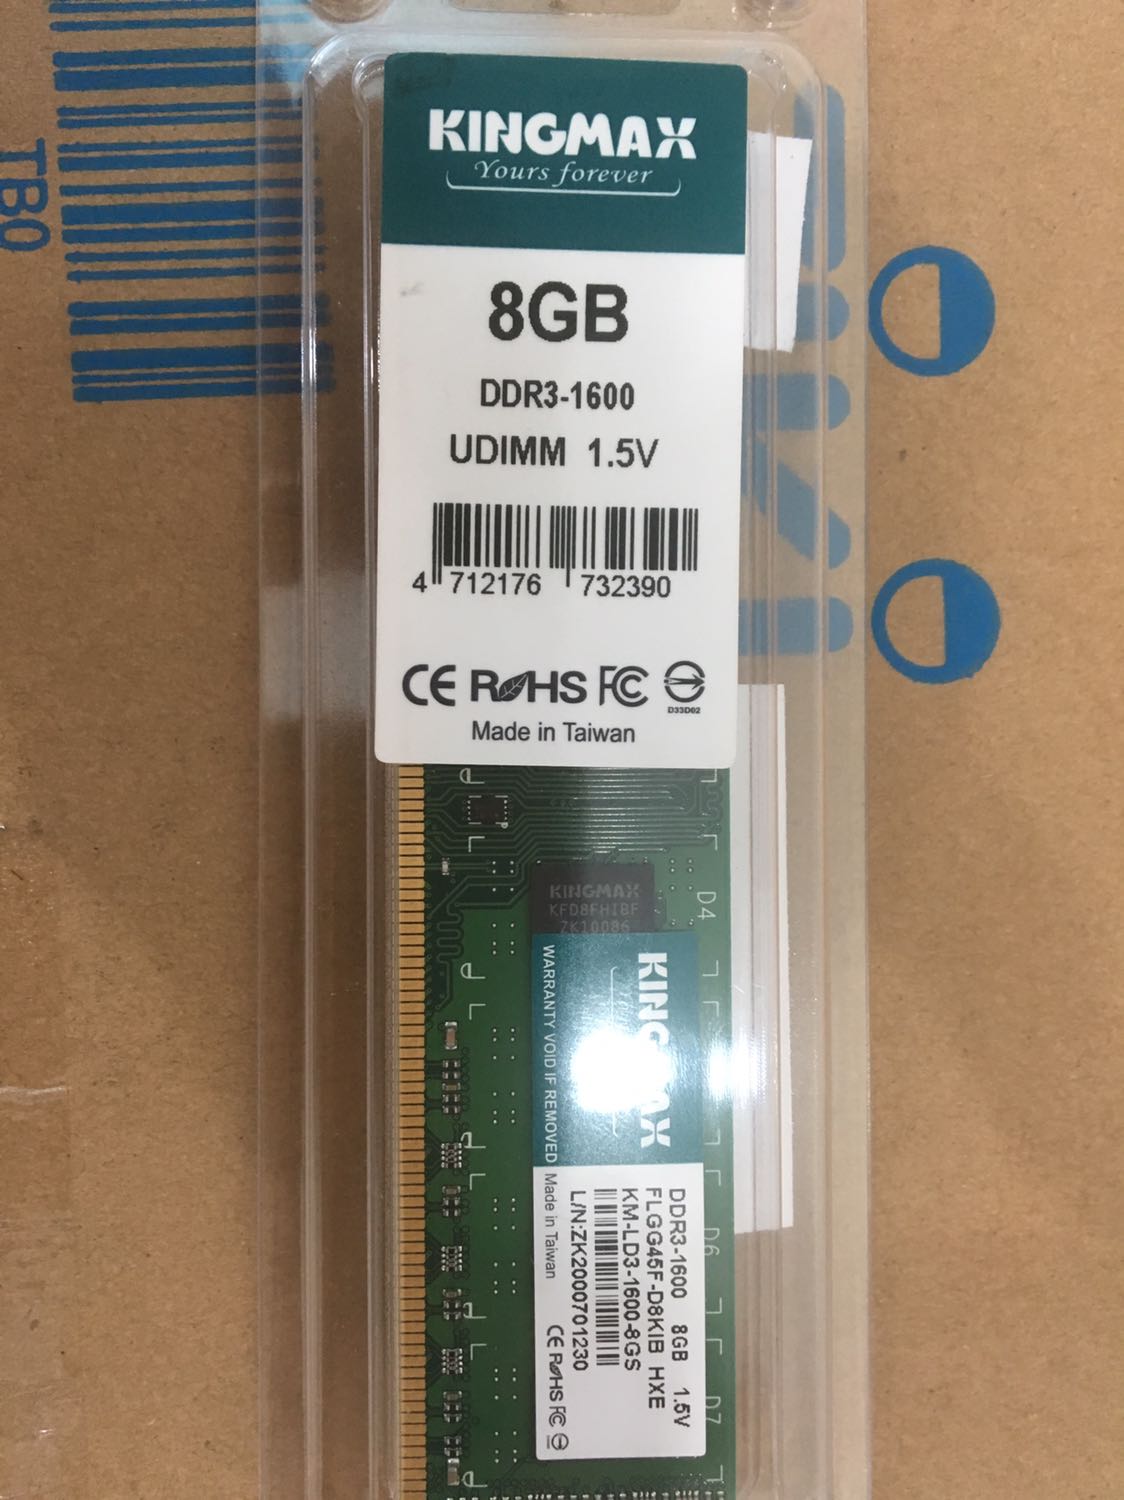 KINGMAX
Yours forever
8GB
DDR3-1600
UDIMM 1.5V
4 712176 732390
CE RoHS FC
D33D02
Made in Taiwan
TBO
D4
KINGMAX
KFD8FHIBF
ZK10086
KINGMAX
WARRANTY VOID IF REMOVED
DDR3-1600 8GB 1.5V
FLGG45F-D8KIB HXE
KM-LD3-1600-8GS
L/N:ZK2000701230
Made in Taiwan CE RoHS FC
D6
D7